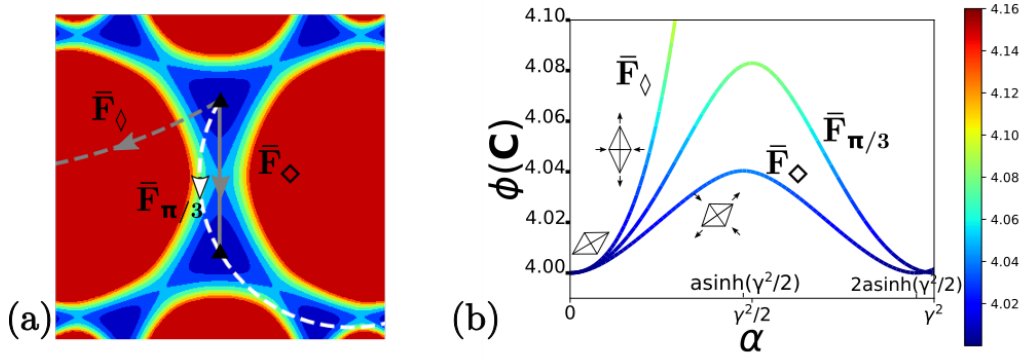 (a)
F̄◊
F̄◇
F̄π/3
(b)
ϕ(C)
4.10
4.08
4.06
4.04
4.02
4.00
F̄◊
F̄π/3
F̄◇
asinh(γ²/2)
2asinh(γ²/2)
0
γ²/2
γ²
α
4.16
4.14
4.12
4.10
4.08
4.06
4.04
4.02